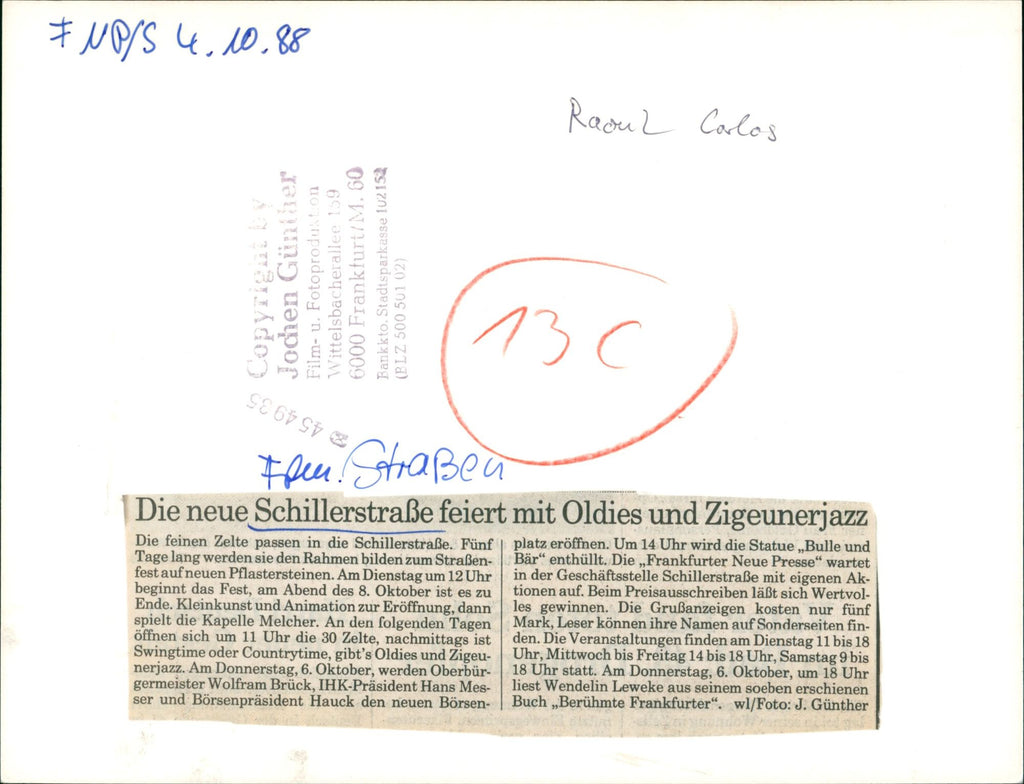 FNP/S 4.10.88
Raoul Carlos
Copyright by
Jochen Günther
Film- u. Fotoproduktion
Wittelsbacherallee 159
6000 Frankfurt/M. 60
Bankkto. Stadtsparkasse 102152
(BLZ 500 501 02)
454935
13 C
Ffm. Straßen
Die neue Schillerstraße feiert mit Oldies und Zigeunerjazz
Die feinen Zelte passen in die Schillerstraße. Fünf
Tage lang werden sie den Rahmen bilden zum Straßen-
fest auf neuen Pflastersteinen. Am Dienstag um 12 Uhr
beginnt das Fest, am Abend des 8. Oktober ist es zu
Ende. Kleinkunst und Animation zur Eröffnung, dann
spielt die Kapelle Melcher. An den folgenden Tagen
öffnen sich um 11 Uhr die 30 Zelte, nachmittags ist
Swingtime oder Countrytime, gibt's Oldies und Zigeu-
nerjazz. Am Donnerstag, 6. Oktober, werden Oberbür-
germeister Wolfram Brück, IHK-Präsident Hans Mes-
ser und Börsenpräsident Hauck den neuen Börsen-
platz eröffnen. Um 14 Uhr wird die Statue „Bulle und
Bär“ enthüllt. Die „Frankfurter Neue Presse“ wartet
in der Geschäftsstelle Schillerstraße mit eigenen Ak-
tionen auf. Beim Preisausschreiben läßt sich Wertvol-
les gewinnen. Die Grußanzeigen kosten nur fünf
Mark, Leser können ihre Namen auf Sonderseiten fin-
den. Die Veranstaltungen finden am Dienstag 11 bis 18
Uhr, Mittwoch bis Freitag 14 bis 18 Uhr, Samstag 9 bis
18 Uhr statt. Am Donnerstag, 6. Oktober, um 18 Uhr
liest Wendelin Leweke aus seinem soeben erschienen
Buch „Berühmte Frankfurter“. wl/Foto: J. Günther